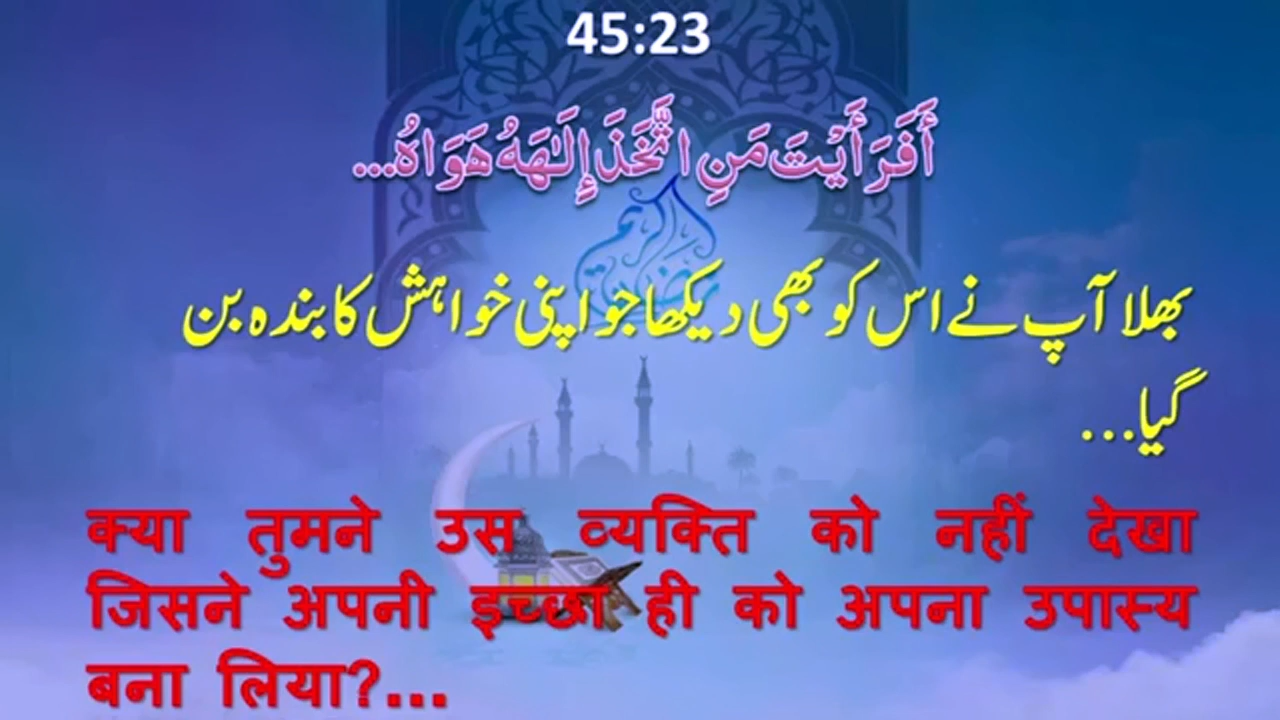 45:23
أَفَرَأَيْتَ مَنِ اتَّخَذَ إِلَٰهَهُ هَوَاهُ...
بھلا آپ نے اس کو بھی دیکھا جو اپنی خواہش کا بندہ بن
گیا...
क्या तुमने उस व्यक्ति को नहीं देखा
जिसने अपनी इच्छा ही को अपना उपास्य
बना लिया?...